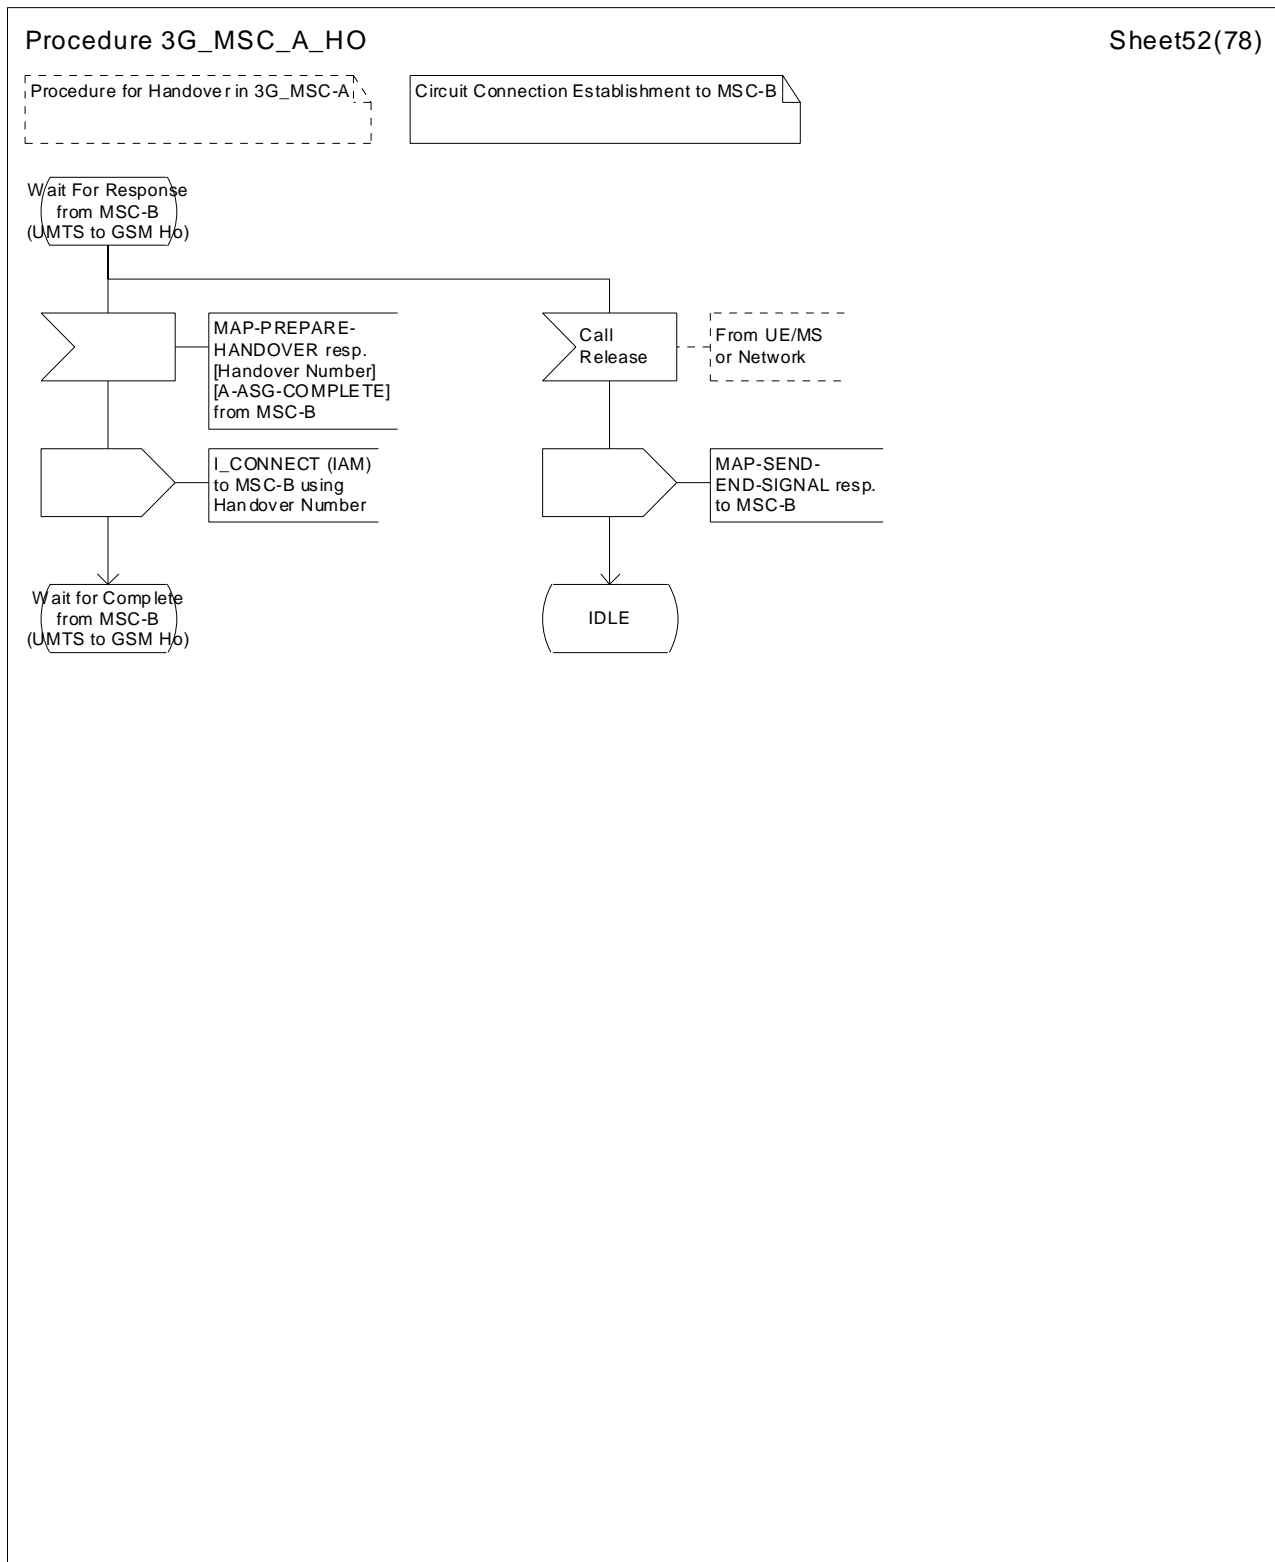 Procedure 3G_MSC_A_HO
Sheet52(78)
Procedure for Handover in 3G_MSC-A
Circuit Connection Establishment to MSC-B
Wait For Response
from MSC-B
(UMTS to GSM Ho)
MAP-PREPARE-
HANDOVER resp.
[Handover Number]
[A-ASG-COMPLETE]
from MSC-B
Call
Release
From UE/MS
or Network
I_CONNECT (IAM)
to MSC-B using
Handover Number
MAP-SEND-
END-SIGNAL resp.
to MSC-B
Wait for Complete
from MSC-B
(UMTS to GSM Ho)
IDLE